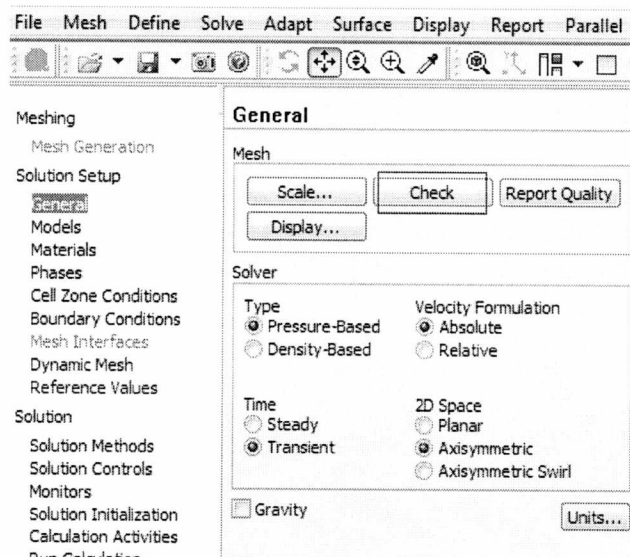 File Mesh Define Solve Adapt Surface Display Report Parallel
Meshing
Mesh Generation
Solution Setup
General
Models
Materials
Phases
Cell Zone Conditions
Boundary Conditions
Mesh Interfaces
Dynamic Mesh
Reference Values
Solution
Solution Methods
Solution Controls
Monitors
Solution Initialization
Calculation Activities
Run Calculation
General
Mesh
Scale... Check Report Quality
Display...
Solver
Type
Pressure-Based
Density-Based
Velocity Formulation
Absolute
Relative
Time
Steady
Transient
2D Space
Planar
Axisymmetric
Axisymmetric Swirl
Gravity
Units...